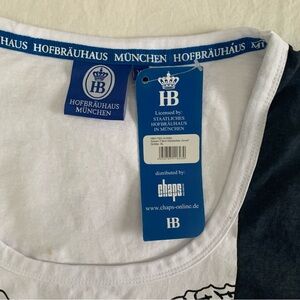 HAUS HOFBRÄUHAUS MÜNCHEN HOFBRÄUHAUS MÜN
HB
HOFBRÄUHAUS
MÜNCHEN
HB
Licensed by:
STAATLICHES
HOFBRÄUHAUS
IN MÜNCHEN
distributed by:
chaps
www.chaps-online.de
HB